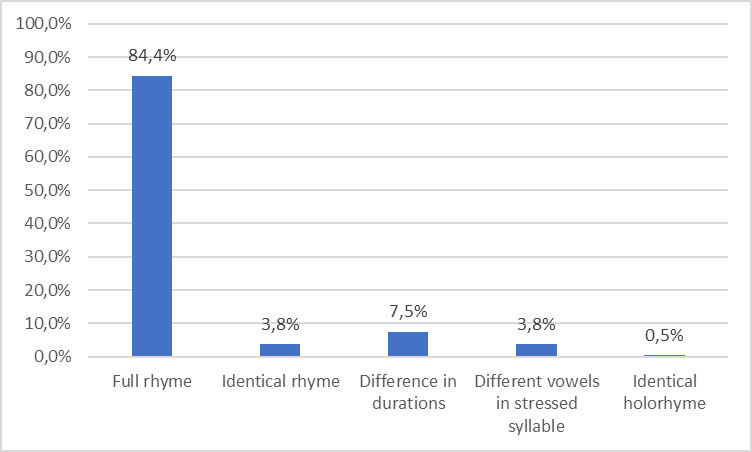 100,0%
90,0%
80,0%
70,0%
60,0%
50,0%
40,0%
30,0%
20,0%
10,0%
0,0%
84,4%
3,8%
7,5%
3,8%
0,5%
Full rhyme
Identical rhyme
Difference in
durations
Different vowels
in stressed
syllable
Identical
holorhyme